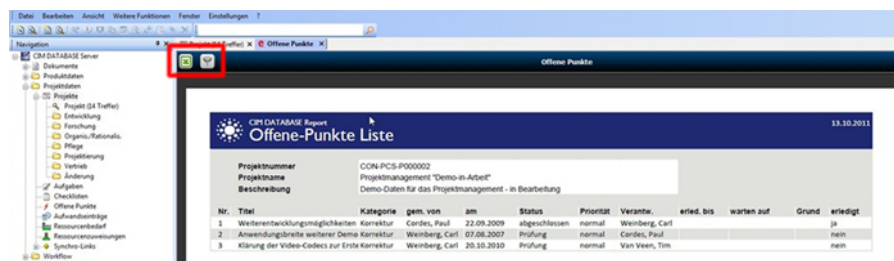 Datei Bearbeiten Ansicht Weitere Funktionen Fenster Einstellungen ?
Navigation
Offene Punkte
CIM DATABASE Server
Dokumente
Produktdaten
Projektdaten
Projekte
Projekt (14 Treffer)
Entwicklung
Forschung
Organis./Rationalis.
Pflege
Projektierung
Vertrieb
Änderung
Aufgaben
Checklisten
Offene Punkte
Aufwandseinträge
Ressourcenbedarf
Ressourcenzuweisungen
Synchro-Links
Workflow
Offene Punkte
CIM DATABASE Report
Offene-Punkte Liste
13.10.2011
Projektnummer CON-PCS-P000002
Projektname Projektmanagement "Demo-in-Arbeit"
Beschreibung Demo-Daten für das Projektmanagement - in Bearbeitung
Nr. Titel Kategorie gem. von am Status Priorität Verantw. erled. bis warten auf Grund erledigt
1 Weiterentwicklungsmöglichkeiten Korrektur Cordes, Paul 22.09.2009 abgeschlossen normal Weinberg, Carl ja
2 Anwendungsbreite weiterer Demo Korrektur Weinberg, Carl 07.08.2007 Prüfung normal Cordes, Paul nein
3 Klärung der Video-Codecs zur Erste Korrektur Weinberg, Carl 20.10.2010 Prüfung normal Van Veen, Tim nein